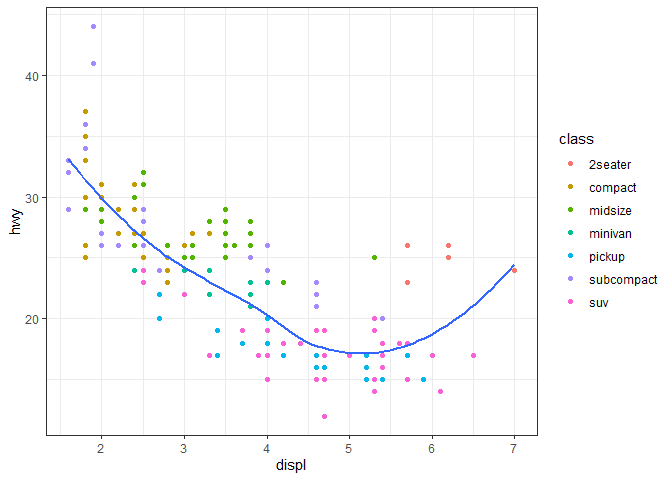 40
30
20
hwy
2 3 4 5 6 7
displ
class
2seater
compact
midsize
minivan
pickup
subcompact
suv